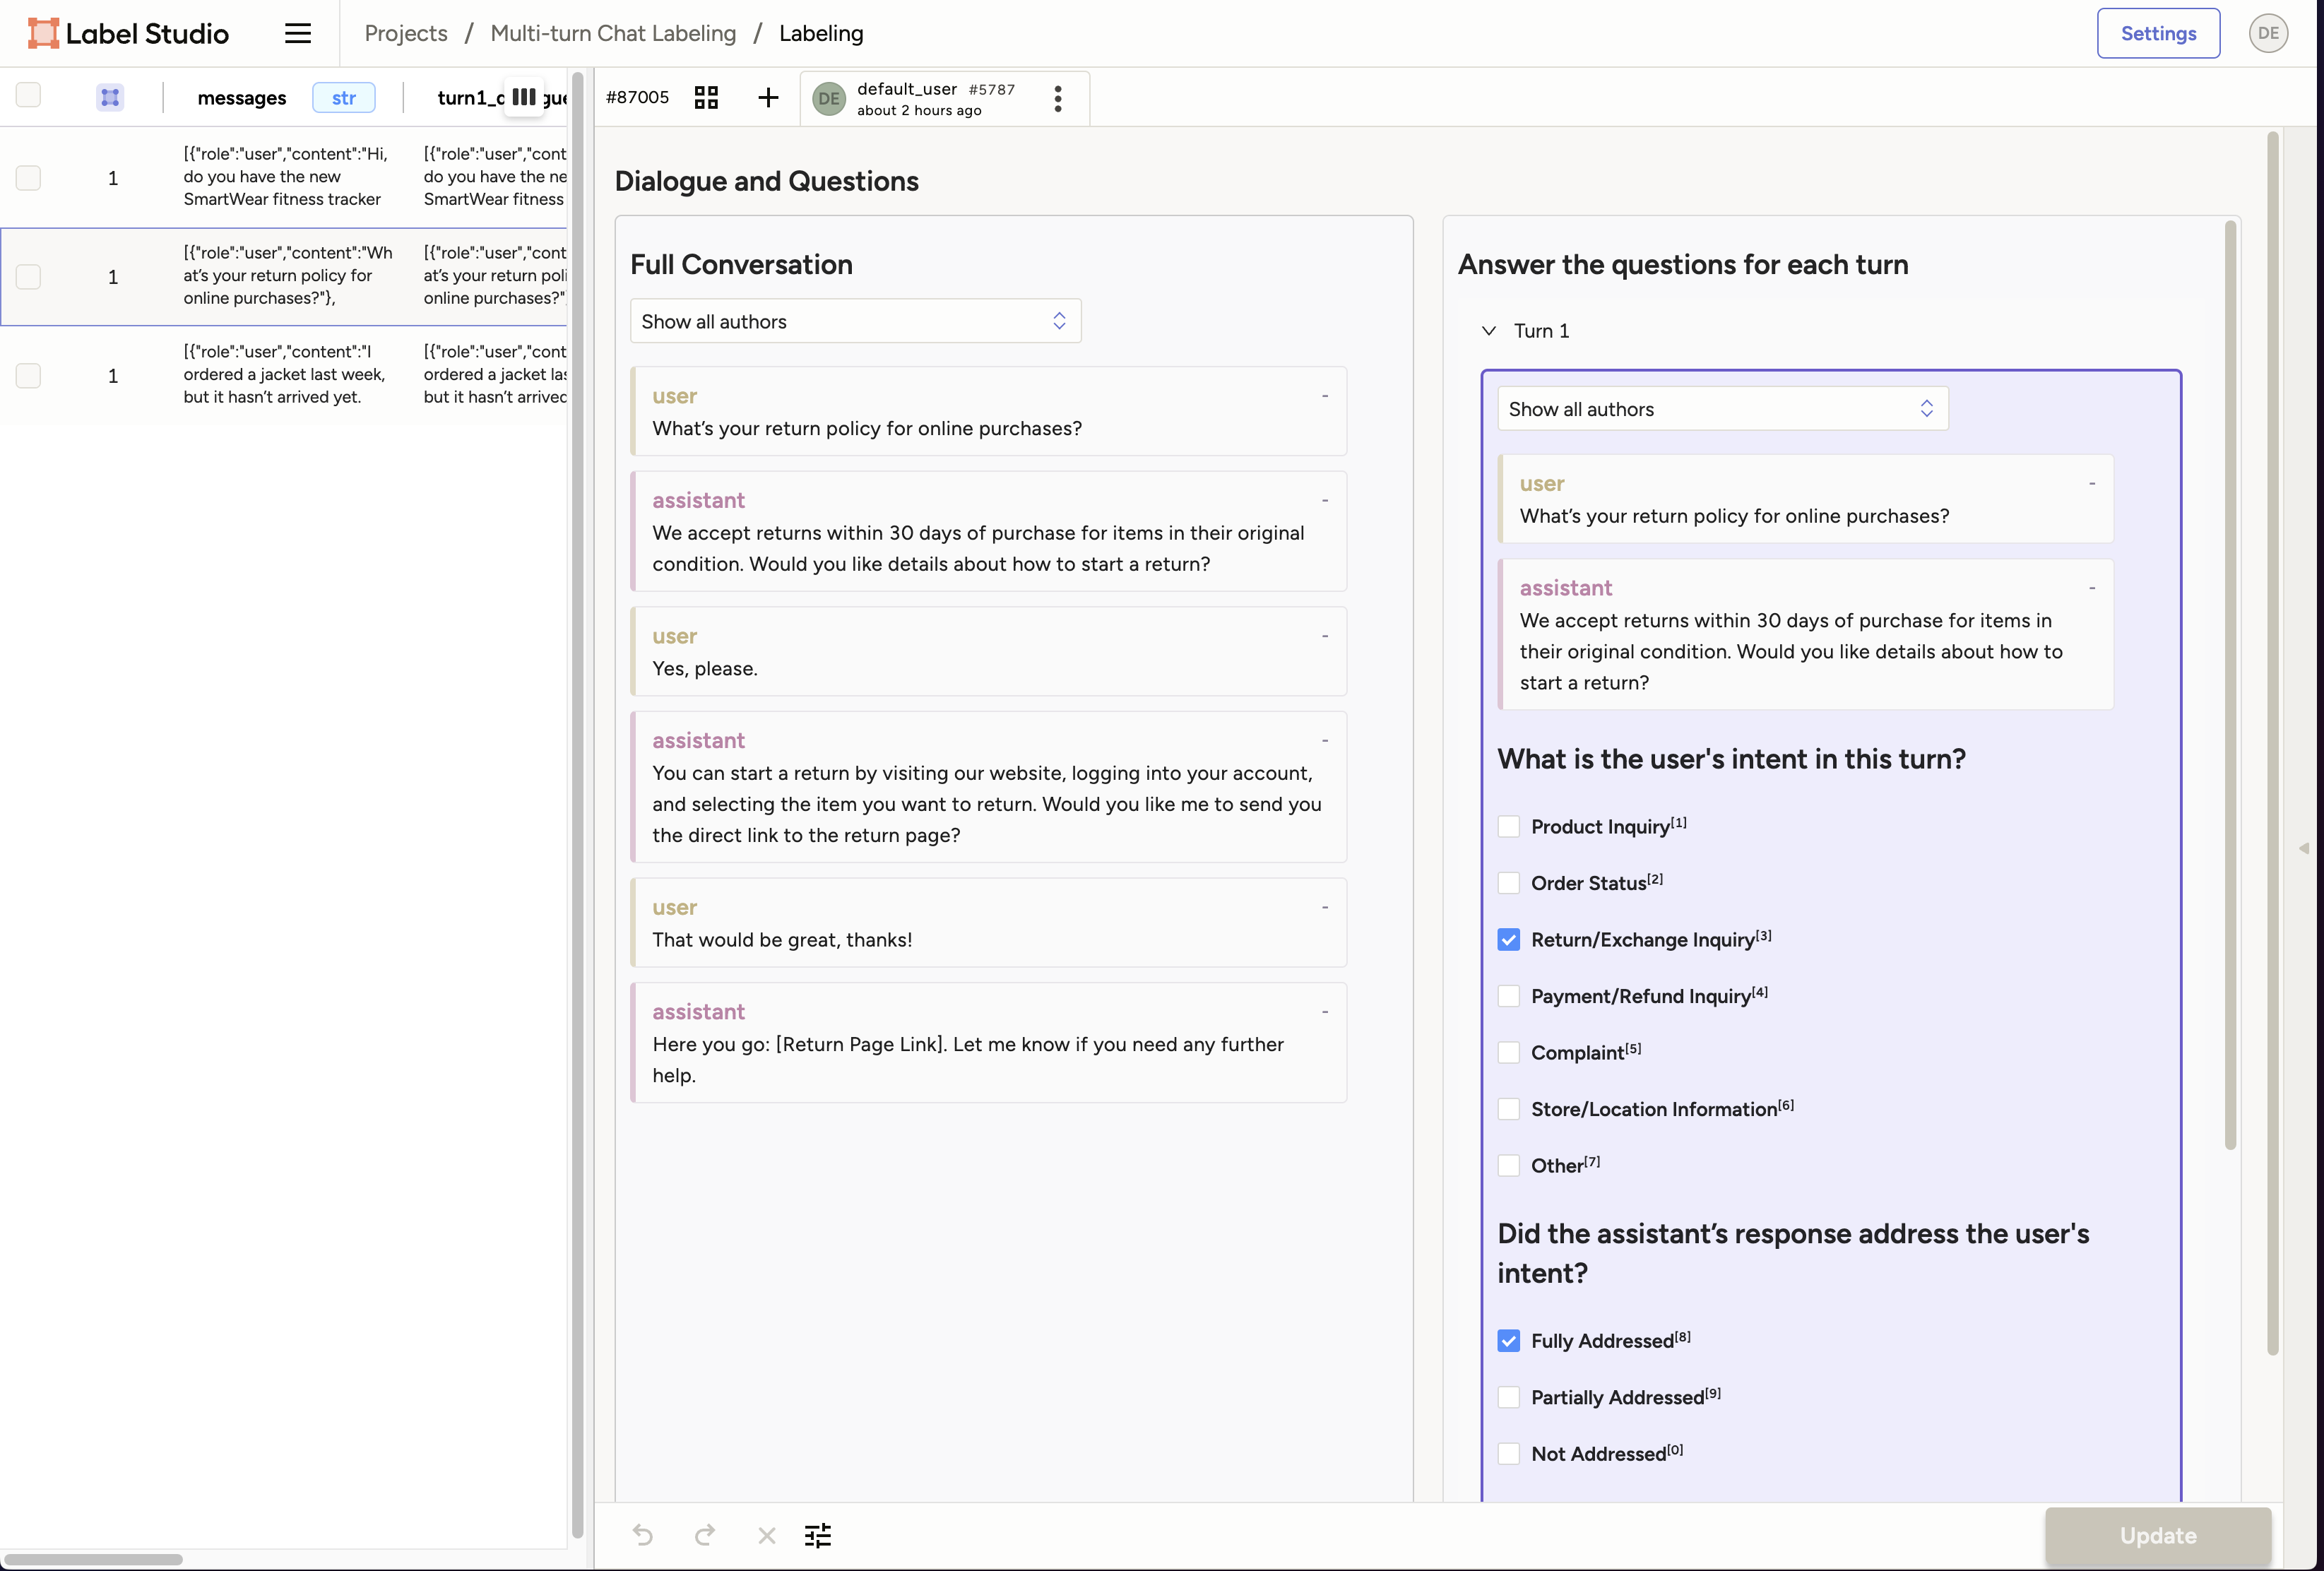 Label Studio
Projects / Multi-turn Chat Labeling / Labeling
Settings
DE
messages str
#87005
DE
default_user #5787
about 2 hours ago
1
[{"role":"user","content":"Hi,
do you have the new
SmartWear fitness tracker
[{"role":"user","cont
do you have the ne
SmartWear fitness
1
[{"role":"user","content":"Wh
at’s your return policy for
online purchases?"},
[{"role":"user","cont
at’s your return poli
online purchases?"
1
[{"role":"user","content":"I
ordered a jacket last week,
but it hasn’t arrived yet.
[{"role":"user","cont
ordered a jacket las
but it hasn’t arrived
Dialogue and Questions
Full Conversation
Show all authors
user -
What’s your return policy for online purchases?
assistant -
We accept returns within 30 days of purchase for items in their original
condition. Would you like details about how to start a return?
user -
Yes, please.
assistant -
You can start a return by visiting our website, logging into your account,
and selecting the item you want to return. Would you like me to send you
the direct link to the return page?
user -
That would be great, thanks!
assistant -
Here you go: [Return Page Link]. Let me know if you need any further
help.
Answer the questions for each turn
Turn 1
Show all authors
user -
What’s your return policy for online purchases?
assistant -
We accept returns within 30 days of purchase for items in
their original condition. Would you like details about how to
start a return?
What is the user's intent in this turn?
Product Inquiry[1]
Order Status[2]
Return/Exchange Inquiry[3]
Payment/Refund Inquiry[4]
Complaint[5]
Store/Location Information[6]
Other[7]
Did the assistant’s response address the user's
intent?
Fully Addressed[8]
Partially Addressed[9]
Not Addressed[0]
Update